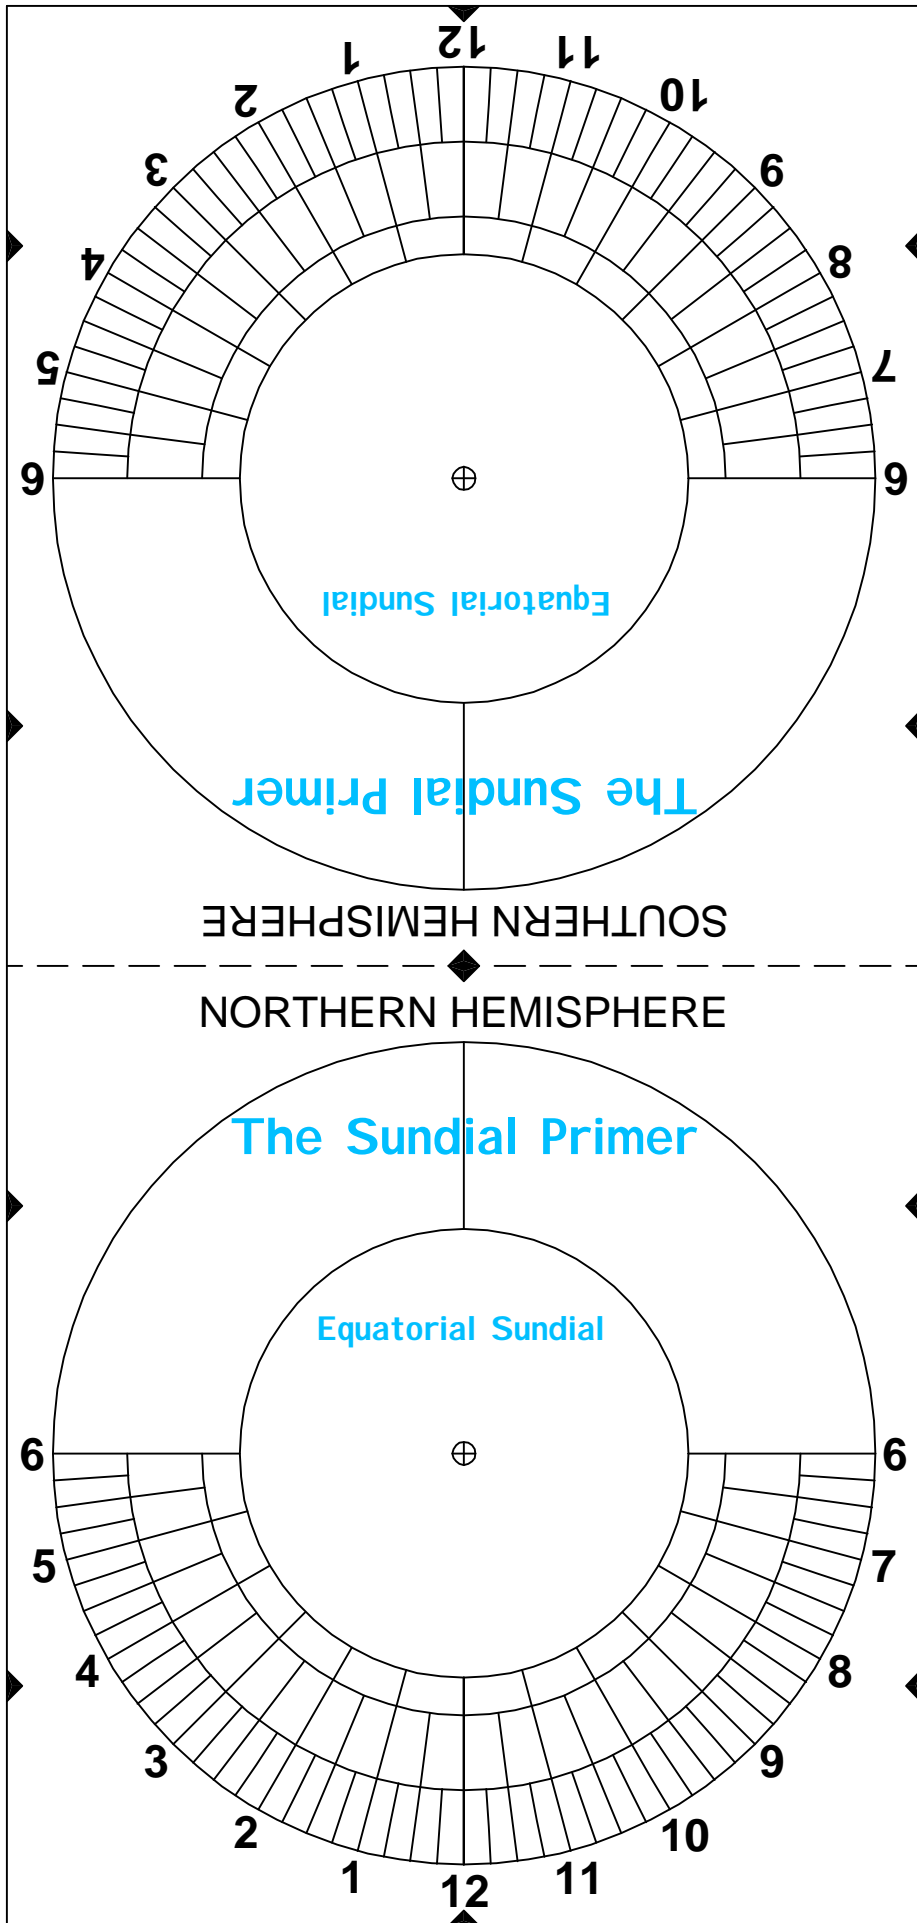 12
1 11
2 10
3 9
4 8
5 7
6 6
Equatorial Sundial
The Sundial Primer
SOUTHERN HEMISPHERE
NORTHERN HEMISPHERE
The Sundial Primer
Equatorial Sundial
6 6
5 7
4 8
3 9
2 10
1 11
12